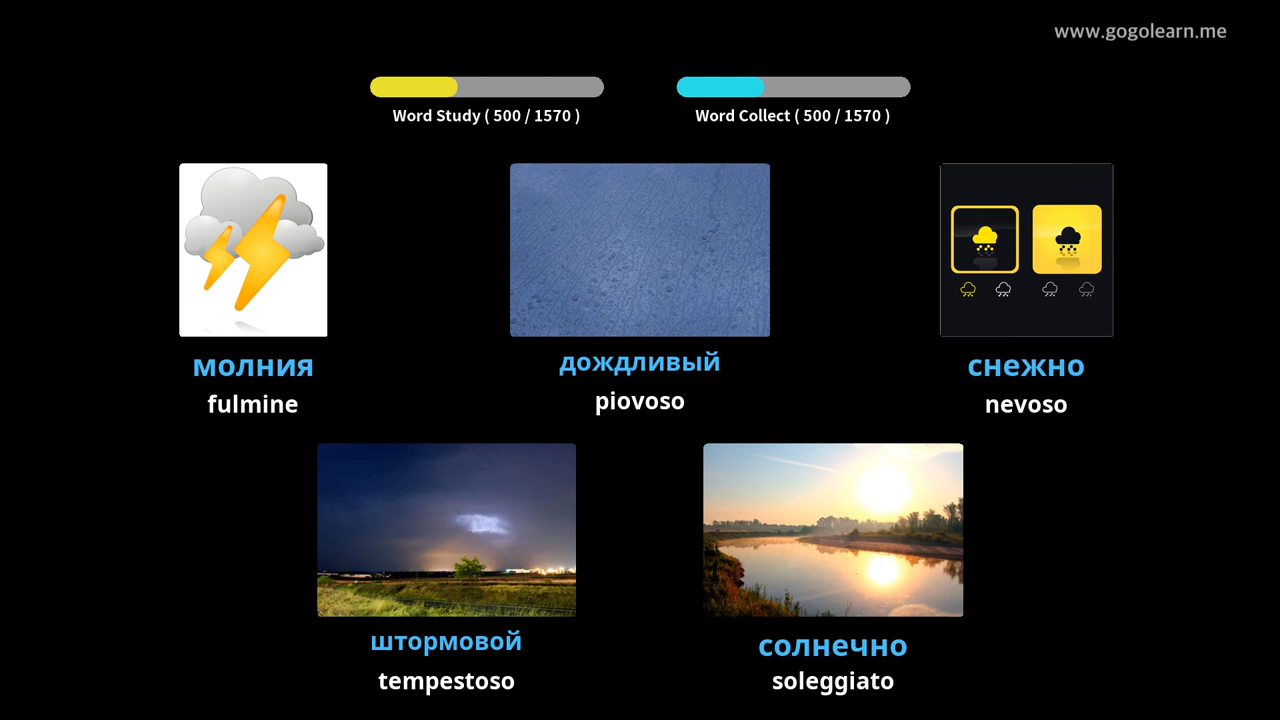 www.gogolearn.me
Word Study ( 500 / 1570 )
Word Collect ( 500 / 1570 )
молния
fulmine
дождливый
piovoso
снежно
nevoso
штормовой
tempestoso
солнечно
soleggiato